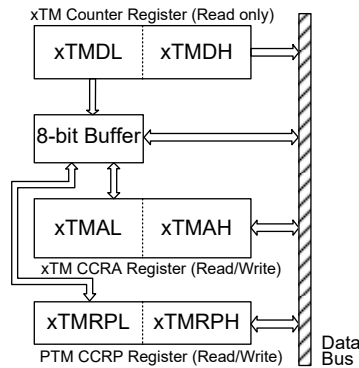 xTM Counter Register (Read only)
xTMDL xTMDH
8-bit Buffer
xTMAL xTMAH
xTM CCRA Register (Read/Write)
xTMRPL xTMRPH
PTM CCRP Register (Read/Write)
Data
Bus